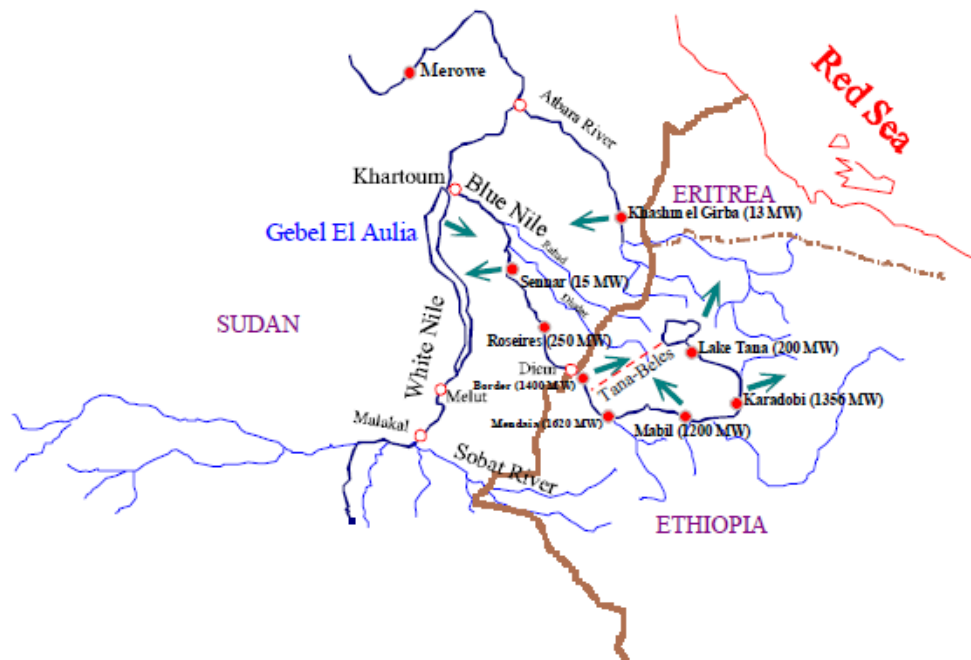 Merowe
Red Sea
Atbara River
Khartoum
Blue Nile
ERITREA
Khashm el Girba (13 MW)
Gebel El Aulia
Rahad
Sennar (15 MW)
Dinder
SUDAN
White Nile
Roseires (250 MW)
Lake Tana (200 MW)
Diem
Tana-Beles
Border (1400 MW)
Melut
Karadobi (1356 MW)
Malakal
Mendaia (1620 MW)
Mabil (1200 MW)
Sobat River
ETHIOPIA